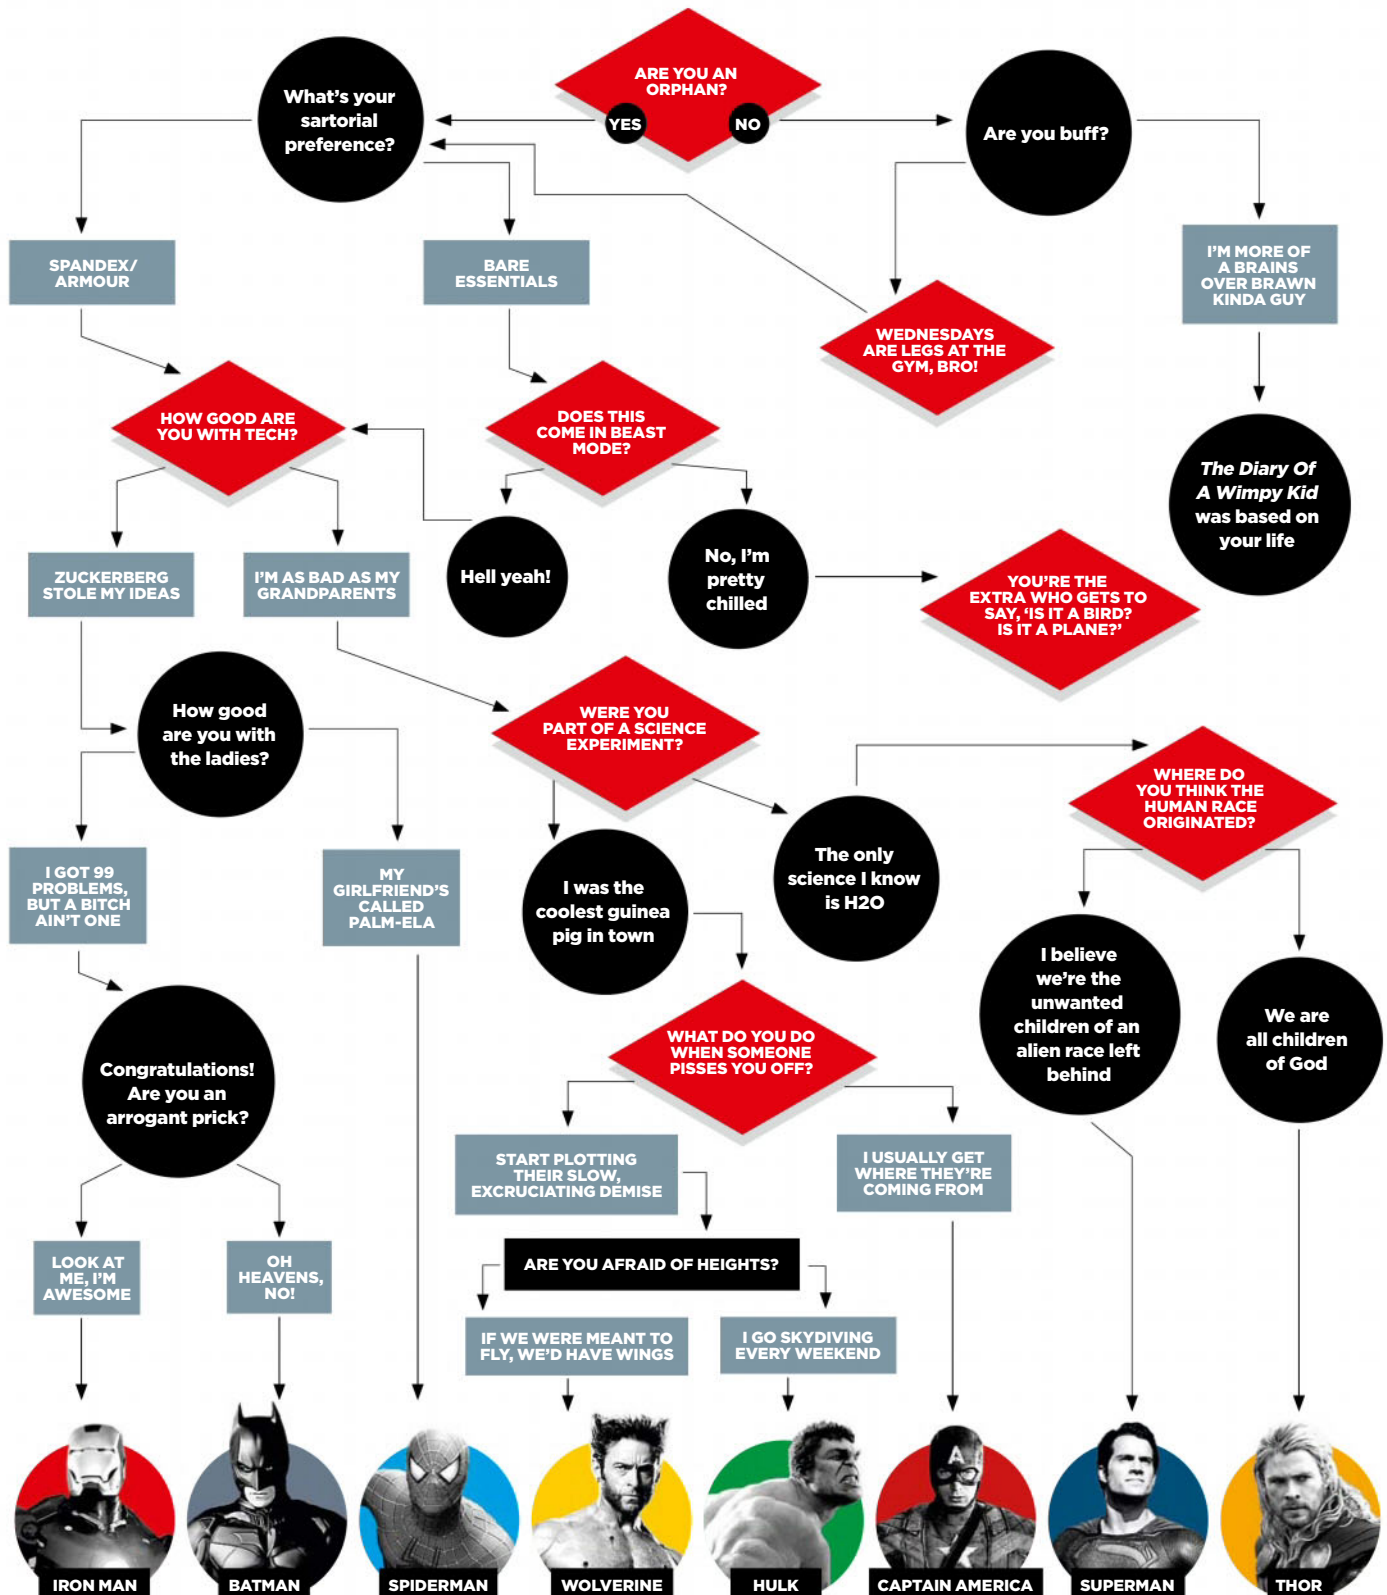 ARE YOU AN
ORPHAN?
YES
NO
What's your
sartorial
preference?
Are you buff?
SPANDEX/
ARMOUR
BARE
ESSENTIALS
I'M MORE OF
A BRAINS
OVER BRAWN
KINDA GUY
WEDNESDAYS
ARE LEGS AT THE
GYM, BRO!
HOW GOOD ARE
YOU WITH TECH?
DOES THIS
COME IN BEAST
MODE?
The Diary Of
A Wimpy Kid
was based on
your life
ZUCKERBERG
STOLE MY IDEAS
I'M AS BAD AS MY
GRANDPARENTS
Hell yeah!
No, I'm
pretty
chilled
YOU'RE THE
EXTRA WHO GETS TO
SAY, 'IS IT A BIRD?
IS IT A PLANE?'
How good
are you with
the ladies?
WERE YOU
PART OF A SCIENCE
EXPERIMENT?
WHERE DO
YOU THINK THE
HUMAN RACE
ORIGINATED?
I GOT 99
PROBLEMS,
BUT A BITCH
AIN'T ONE
MY
GIRLFRIEND'S
CALLED
PALM-ELA
I was the
coolest guinea
pig in town
The only
science I know
is H2O
I believe
we're the
unwanted
children of an
alien race left
behind
We are
all children
of God
Congratulations!
Are you an
arrogant prick?
WHAT DO YOU DO
WHEN SOMEONE
PISSES YOU OFF?
START PLOTTING
THEIR SLOW,
EXCRUCIATING DEMISE
I USUALLY GET
WHERE THEY'RE
COMING FROM
LOOK AT
ME, I'M
AWESOME
OH
HEAVENS,
NO!
ARE YOU AFRAID OF HEIGHTS?
IF WE WERE MEANT TO
FLY, WE'D HAVE WINGS
I GO SKYDIVING
EVERY WEEKEND
A
IRON MAN
BATMAN
SPIDERMAN
WOLVERINE
HULK
CAPTAIN AMERICA
SUPERMAN
THOR